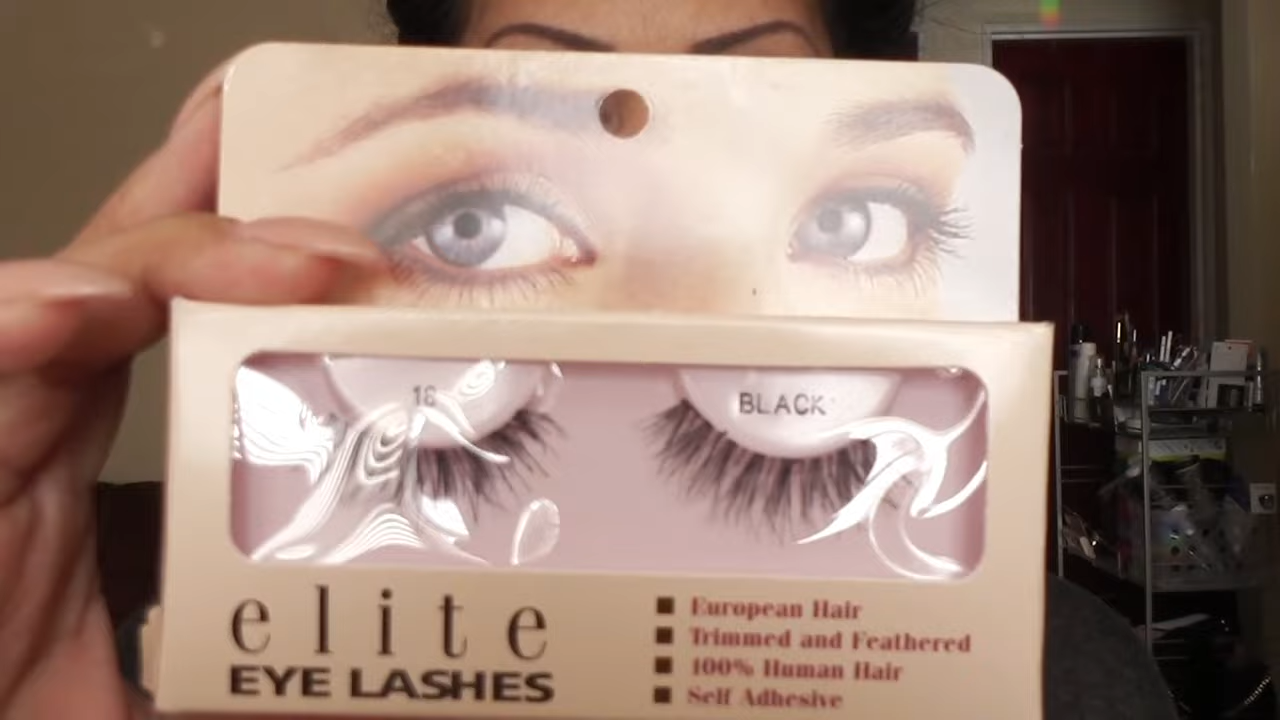 18
BLACK
elite
EYE LASHES
European Hair
Trimmed and Feathered
100% Human Hair
Self Adhesive